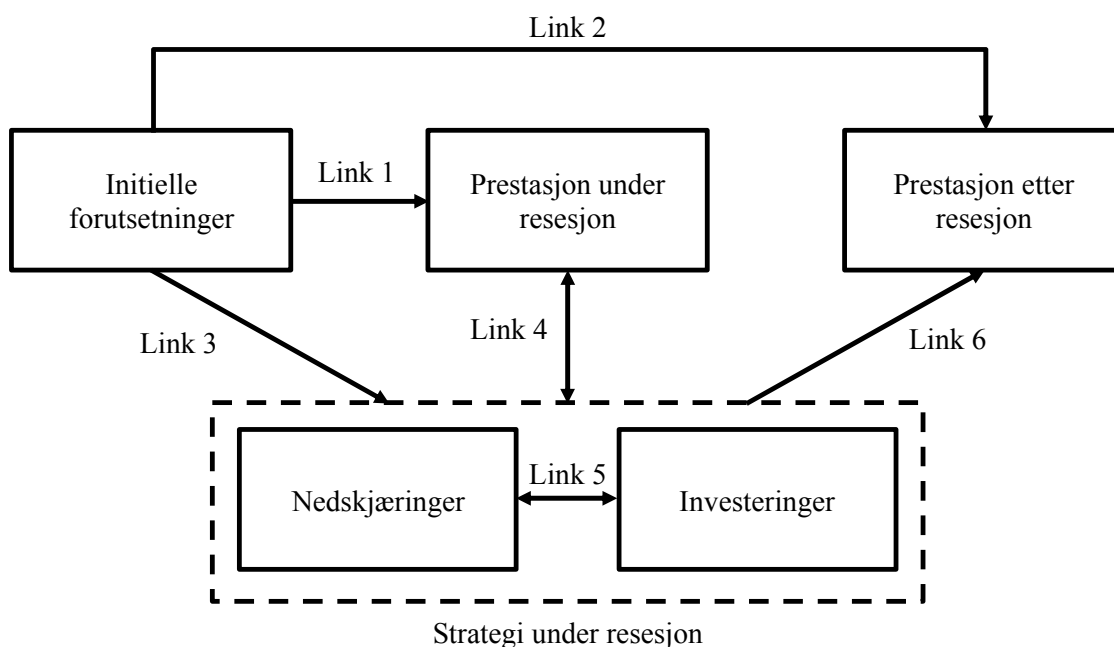 Link 2
Initielle
forutsetninger
Link 1
Prestasjon under
resesjon
Prestasjon etter
resesjon
Link 3
Link 4
Link 6
Nedskjæringer
Link 5
Investeringer
Strategi under resesjon